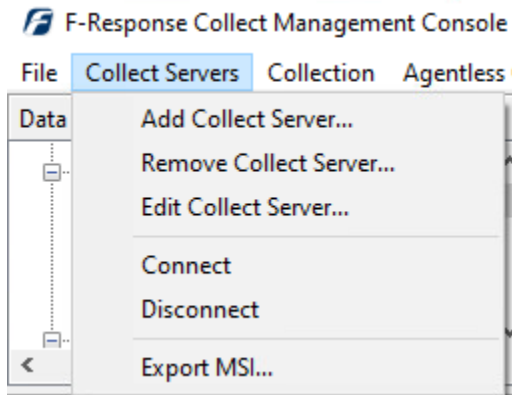 F-Response Collect Management Console
File Collect Servers Collection Agentless
Data
Add Collect Server...
Remove Collect Server...
Edit Collect Server...
Connect
Disconnect
Export MSI...